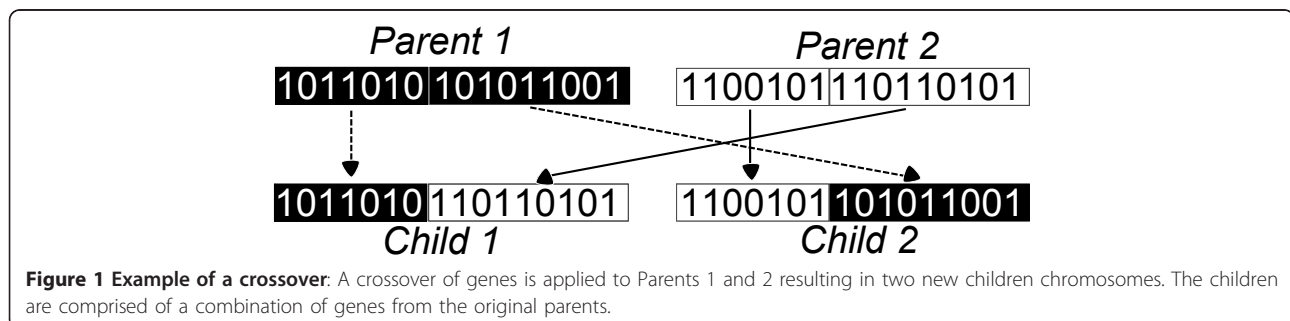 Parent 1 Parent 2
1011010 101011001 1100101 110110101
1011010 110110101 1100101 101011001
Child 1 Child 2
Figure 1 Example of a crossover: A crossover of genes is applied to Parents 1 and 2 resulting in two new children chromosomes. The children
are comprised of a combination of genes from the original parents.